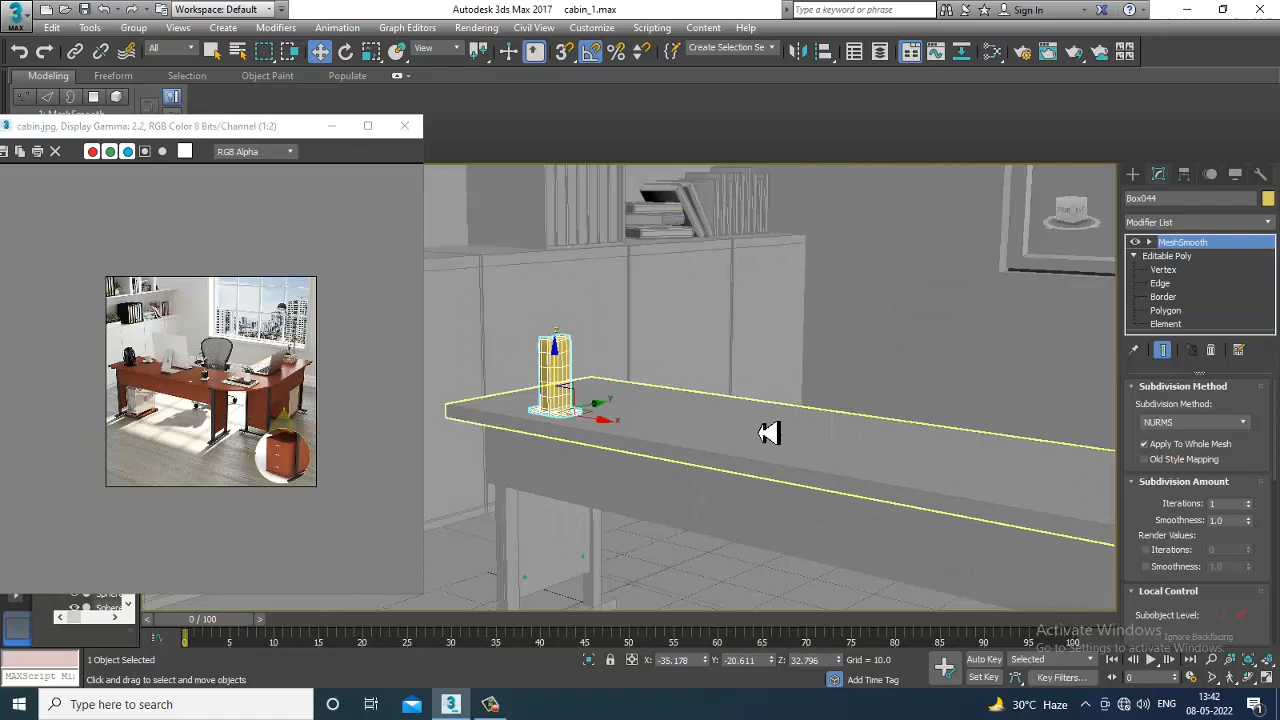 3
MAX
Workspace: Default
Autodesk 3ds Max 2017    cabin_1.max
Type a keyword or phrase
Sign In
Edit Tools Group Views Create Modifiers Animation Graph Editors Rendering Civil View Customize Scripting Content Help
All
View
Create Selection Se
Modeling Freeform Selection Object Paint Populate
cabin.jpg, Display Gamma: 2.2, RGB Color 8 Bits/Channel (1:2)
RGB Alpha
Box044
Modifier List
MeshSmooth
Editable Poly
Vertex
Edge
Border
Polygon
Element
Subdivision Method
Subdivision Method:
NURMS
Apply To Whole Mesh
Old Style Mapping
Subdivision Amount
Iterations: 1
Smoothness: 1.0
Render Values:
Iterations: 0
Smoothness: 1.0
Local Control
Subobject Level:
Ignore Backfacing
y
x
Sphere
0 / 100
0 5 10 15 20 25 30 35 40 45 50 55 60 65 70 75 80 85 90 95 100
Activate Windows
Go to Settings to activate Windows.
1 Object Selected
X: -35.178 Y: -20.611 Z: 32.796 Grid = 10.0
Auto Key Selected
MAXScript Mi
Click and drag to select and move objects
Add Time Tag
Set Key Key Filters... 0
Type here to search
30°C Haze
ENG
13:42
08-05-2022